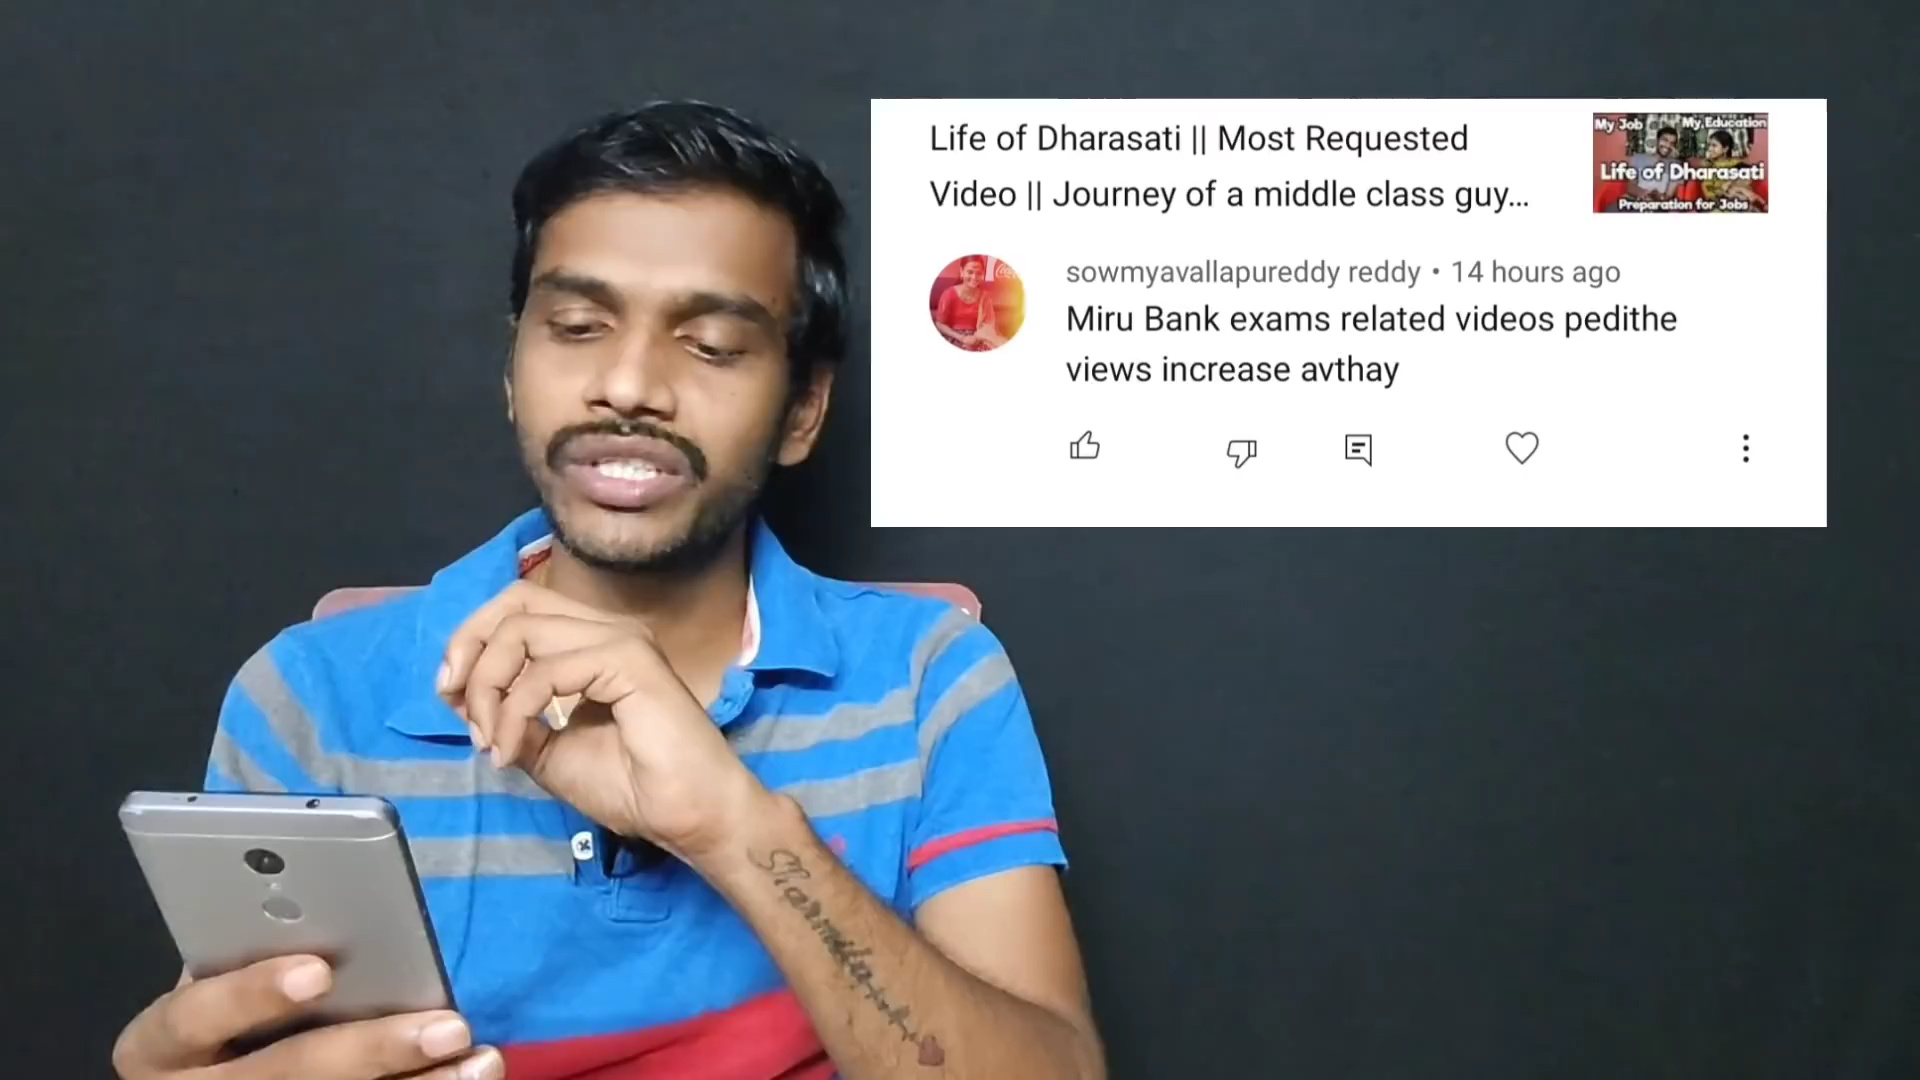 Life of Dharasati || Most Requested
Video || Journey of a middle class guy...
My Job
My Education
Life of Dharasati
Preparation for Jobs
sowmyavallapureddy reddy • 14 hours ago
Miru Bank exams related videos pedithe
views increase avthay